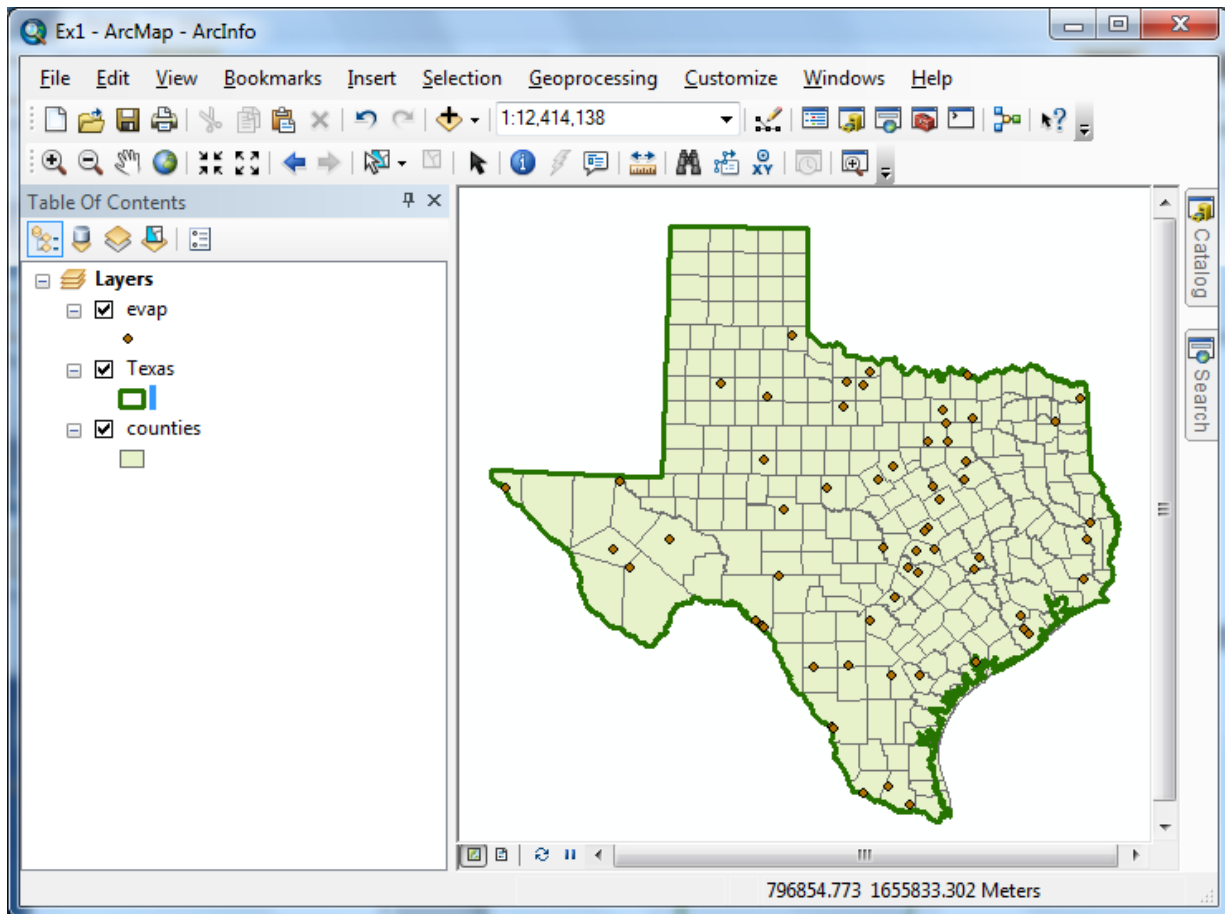 Ex1 - ArcMap - ArcInfo
File Edit View Bookmarks Insert Selection Geoprocessing Customize Windows Help
1:12,414,138
XY
Table Of Contents
Layers
evap
Texas
counties
Catalog
Search
796854.773 1655833.302 Meters